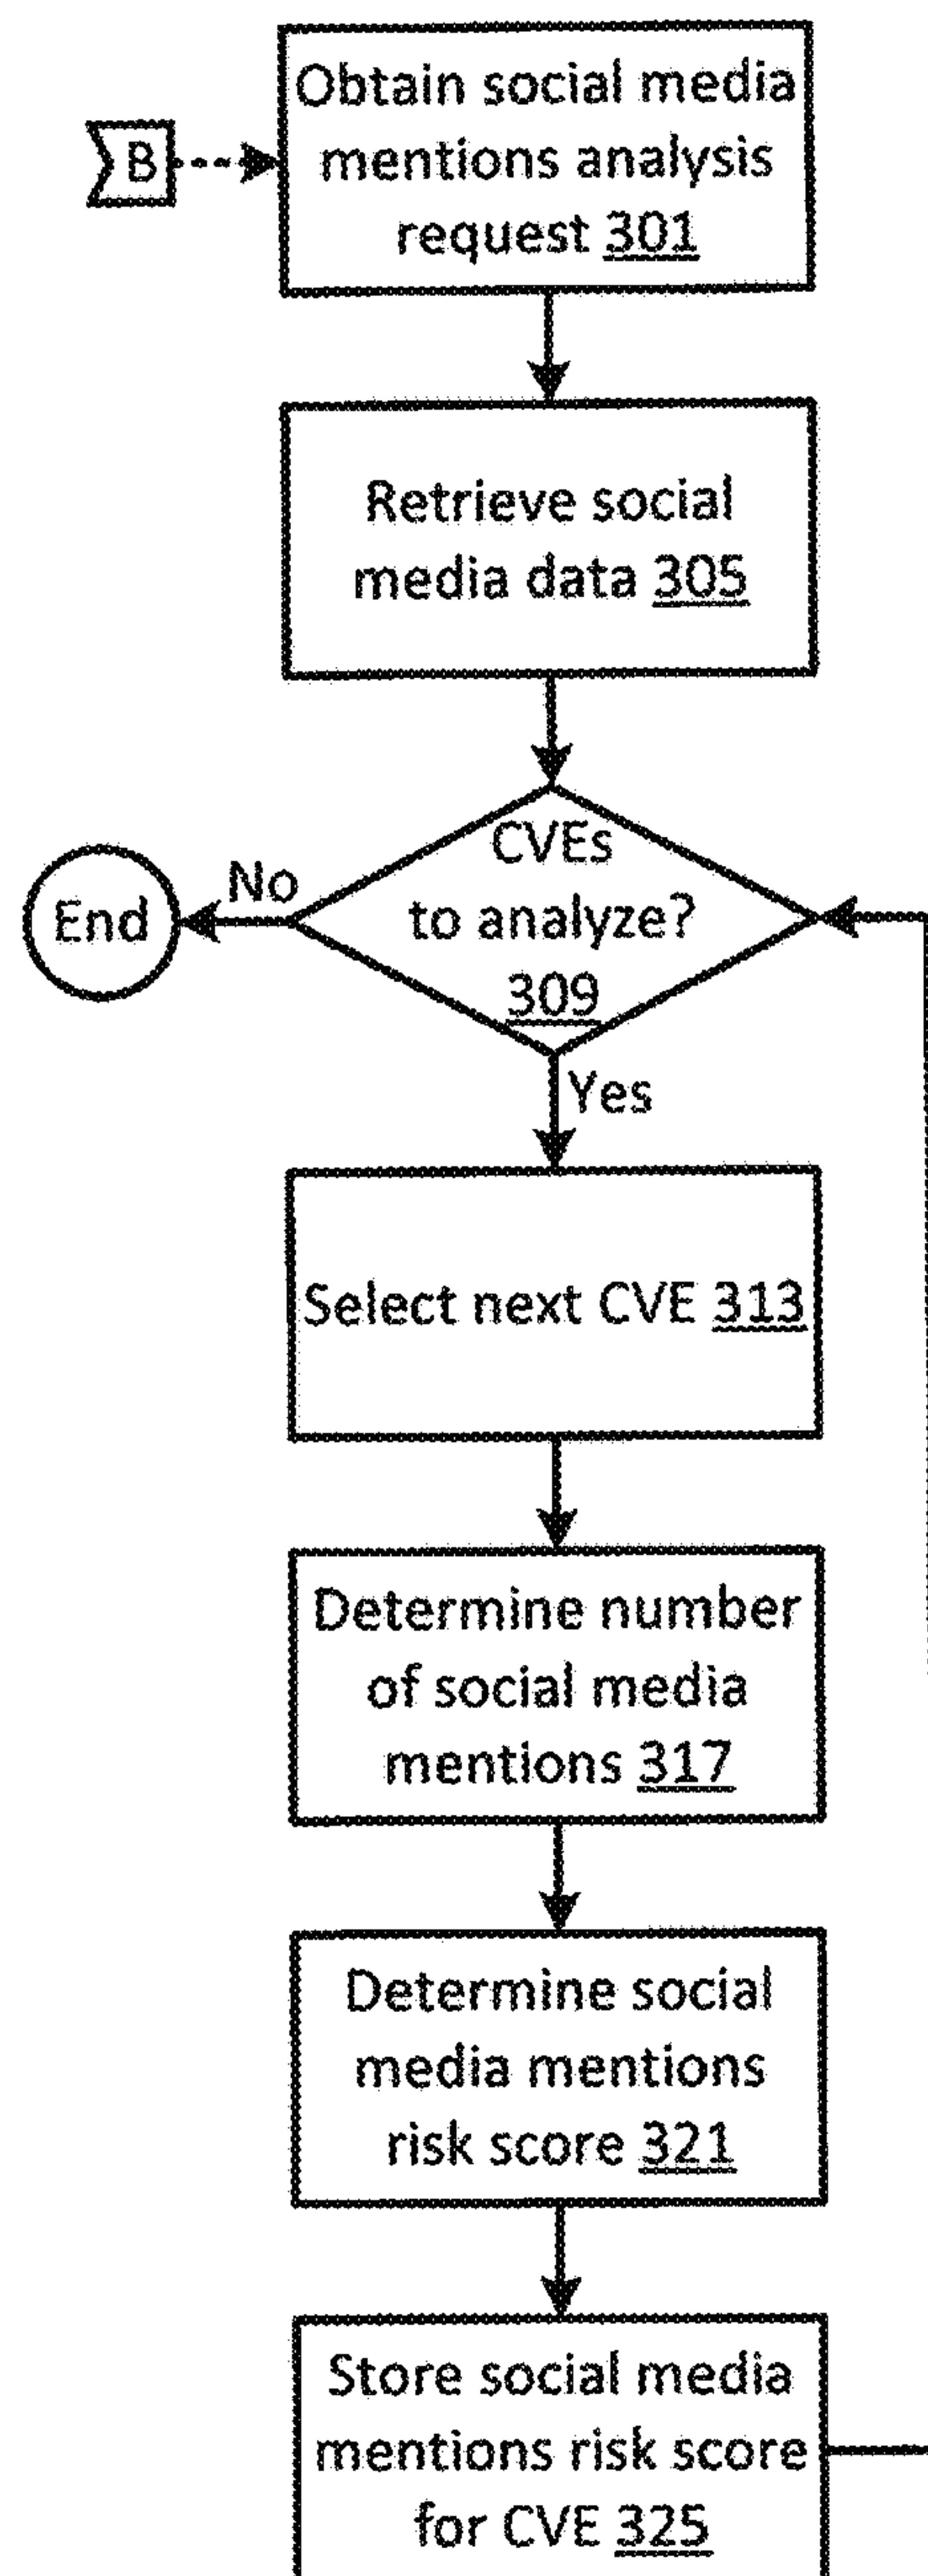 Obtain social media
mentions analysis
request 301
B
Retrieve social
media data 305
CVEs
to analyze?
309
No
End
Yes
Select next CVE 313
Determine number
of social media
mentions 317
Determine social
media mentions
risk score 321
Store social media
mentions risk score
for CVE 325